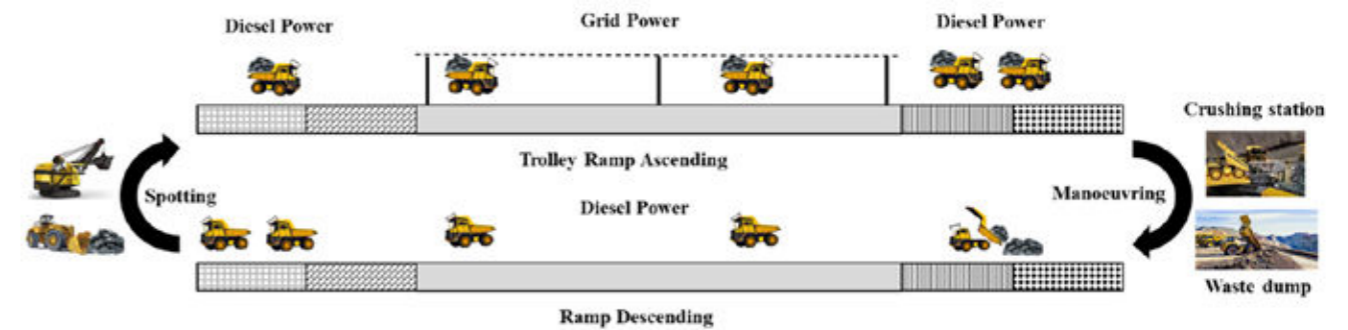 Diesel Power
Grid Power
Diesel Power
Crushing station
Trolley Ramp Ascending
Spotting
Manoeuvring
Diesel Power
Waste dump
Ramp Descending